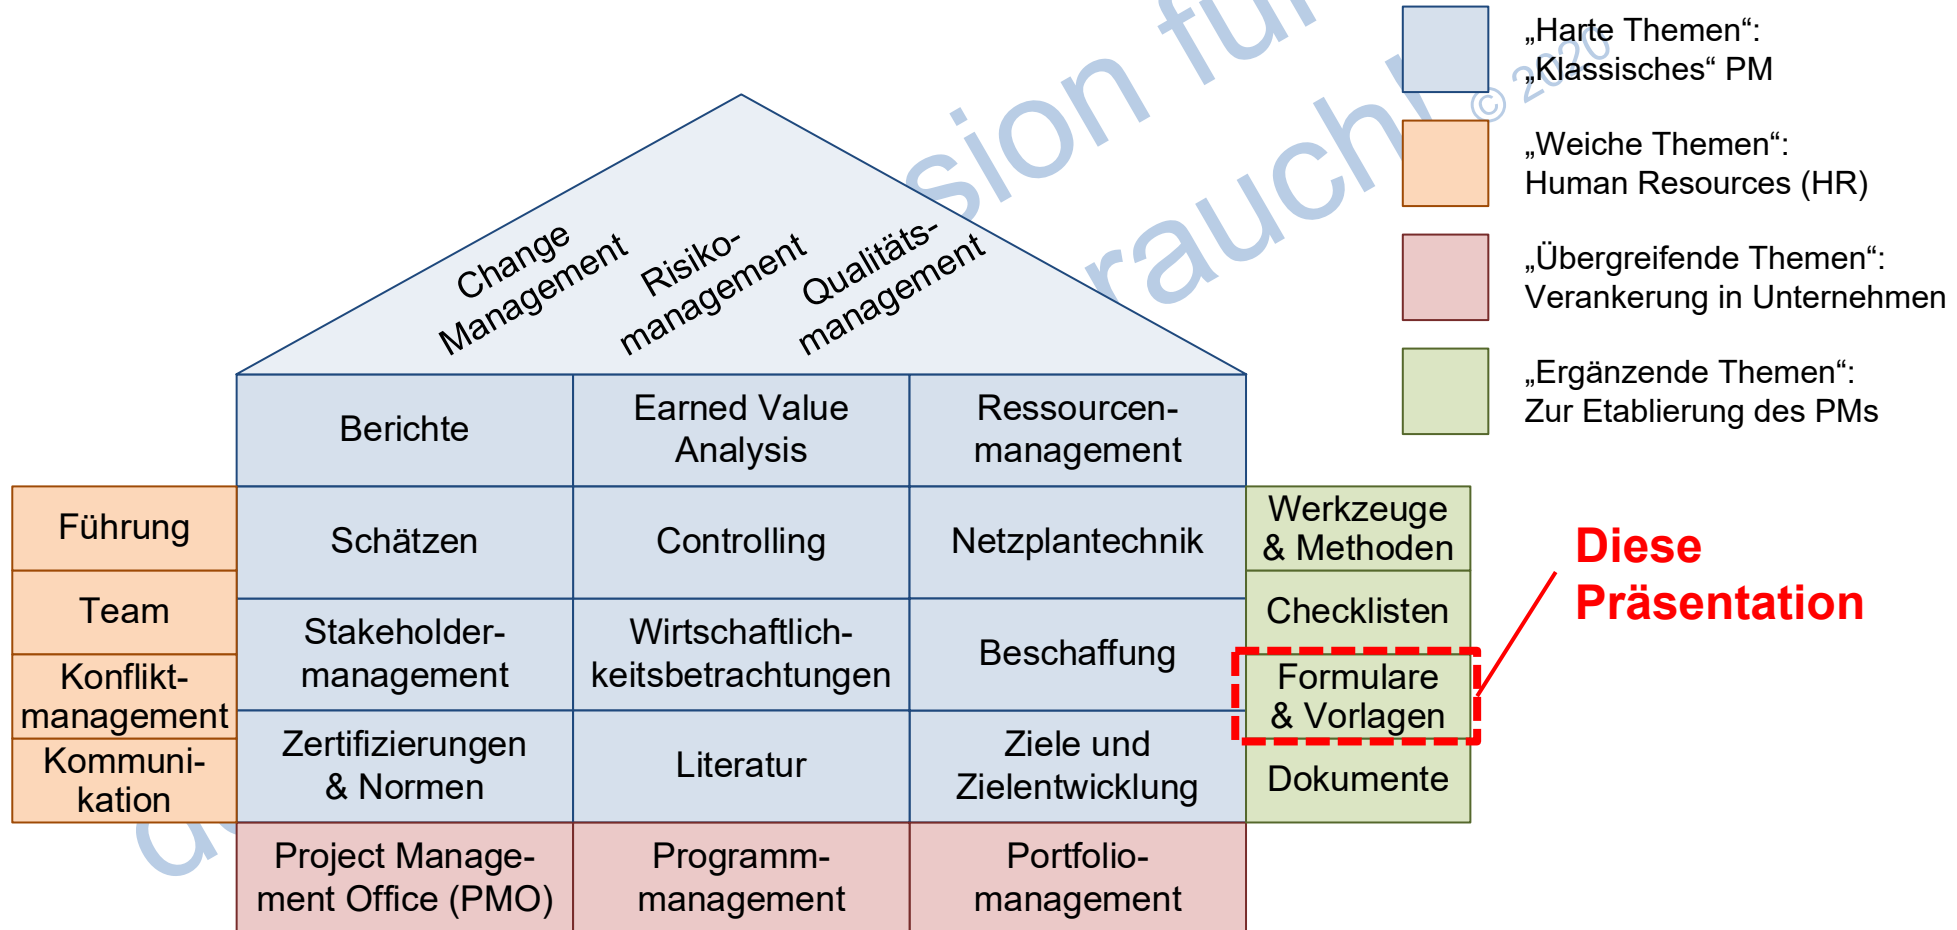 „Harte Themen“:
„Klassisches“ PM
„Weiche Themen“:
Human Resources (HR)
„Übergreifende Themen“:
Verankerung in Unternehmen
„Ergänzende Themen“:
Zur Etablierung des PMs
© 2020
Change
Management
Risiko-
management
Qualitäts-
management
Berichte
Earned Value
Analysis
Ressourcen-
management
Führung
Team
Konflikt-
management
Kommuni-
kation
Schätzen
Controlling
Netzplantechnik
Stakeholder-
management
Wirtschaftlich-
keitsbetrachtungen
Beschaffung
Zertifizierungen
& Normen
Literatur
Ziele und
Zielentwicklung
Werkzeuge
& Methoden
Checklisten
Formulare
& Vorlagen
Dokumente
Diese
Präsentation
Project Manage-
ment Office (PMO)
Programm-
management
Portfolio-
management